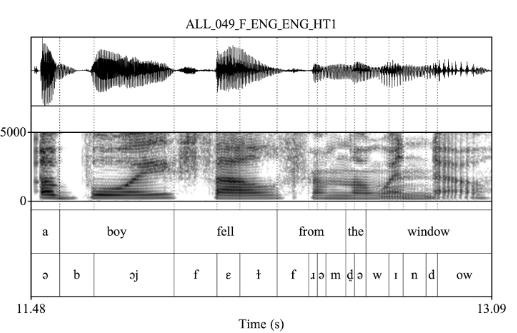 ALL_049_F_ENG_ENG_HT1
5000
0
a boy fell from the window
ə b ɔj f ɛ ɫ f ɹ ə m d̪ ə w ɪ n d ow
11.48 13.09
Time (s)